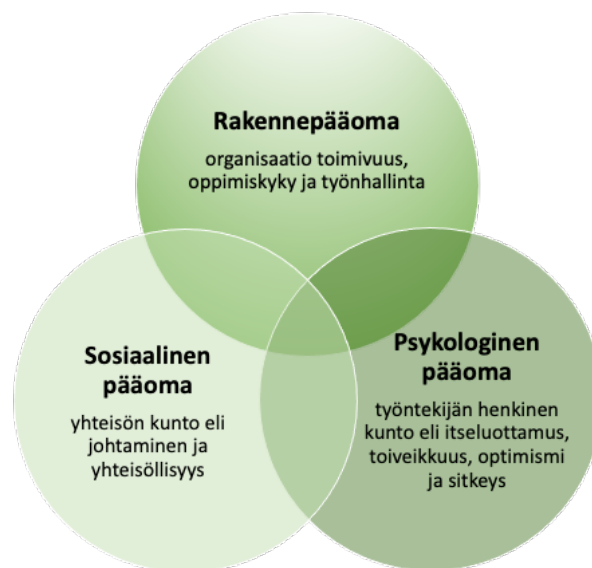 Rakennepääoma
organisaatio toimivuus,
oppimiskyky ja työnhallinta
Sosiaalinen
pääoma
yhteisön kunto eli
johtaminen ja
yhteisöllisyys
Psykologinen
pääoma
työntekijän henkinen
kunto eli itseluottamus,
toiveikkuus, optimismi
ja sitkeys